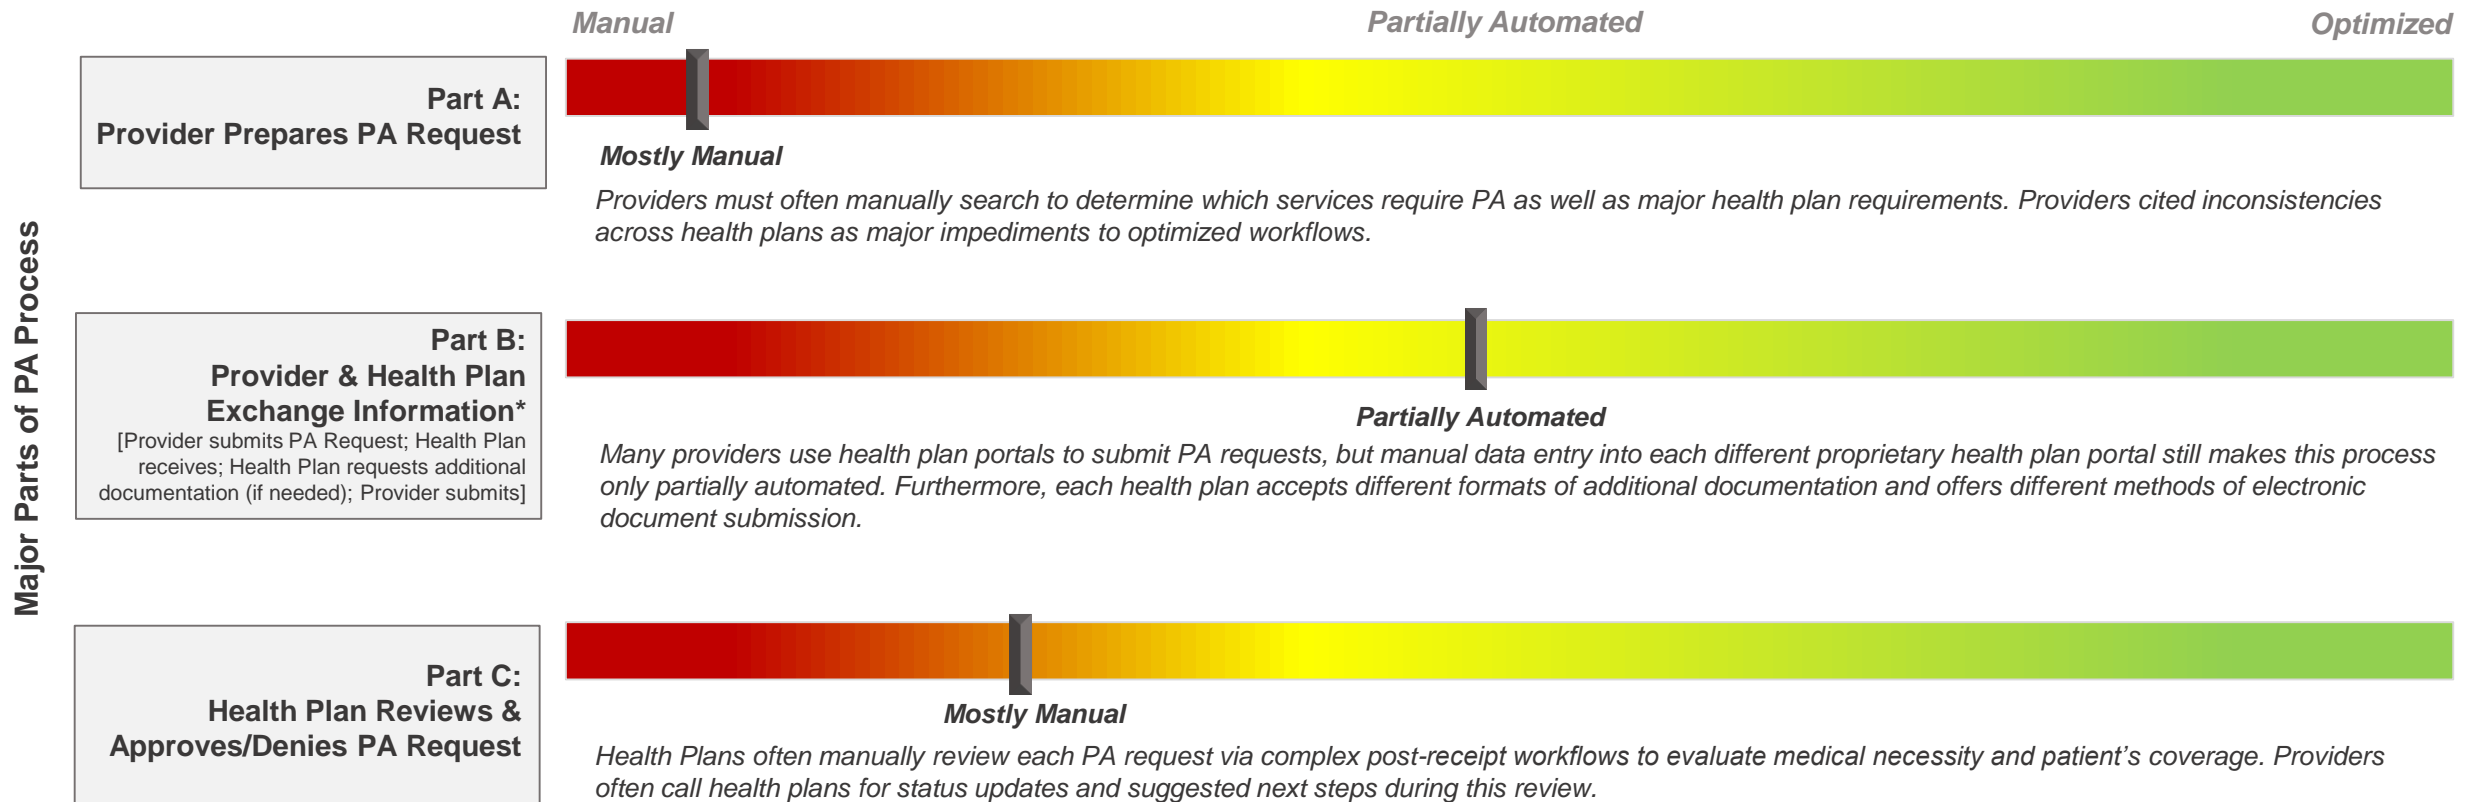 Manual
Partially Automated
Optimized
Major Parts of PA Process
Part A:
Provider Prepares PA Request
Mostly Manual
Providers must often manually search to determine which services require PA as well as major health plan requirements. Providers cited inconsistencies
across health plans as major impediments to optimized workflows.
Part B:
Provider & Health Plan
Exchange Information*
[Provider submits PA Request; Health Plan
receives; Health Plan requests additional
documentation (if needed); Provider submits]
Partially Automated
Many providers use health plan portals to submit PA requests, but manual data entry into each different proprietary health plan portal still makes this process
only partially automated. Furthermore, each health plan accepts different formats of additional documentation and offers different methods of electronic
document submission.
Part C:
Health Plan Reviews &
Approves/Denies PA Request
Mostly Manual
Health Plans often manually review each PA request via complex post-receipt workflows to evaluate medical necessity and patient’s coverage. Providers
often call health plans for status updates and suggested next steps during this review.